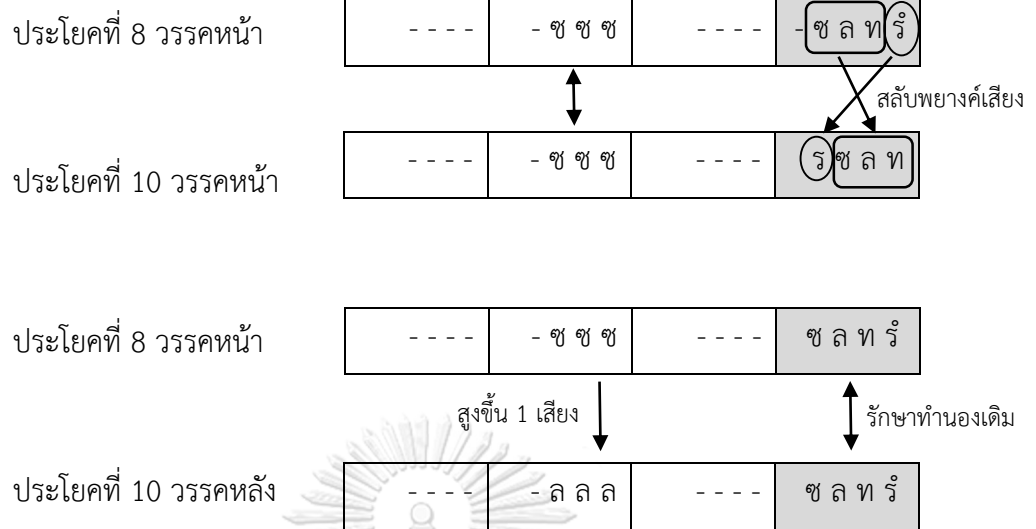 ประโยคที่ 8 วรรคหน้า - - - - - ซ ซ ซ - - - - - ซ ล ท รํ
สลับพยางค์เสียง
ประโยคที่ 10 วรรคหน้า - - - - - ซ ซ ซ - - - - ร ซ ล ท
ประโยคที่ 8 วรรคหน้า - - - - - ซ ซ ซ - - - - ซ ล ท รํ
สูงขึ้น 1 เสียง รักษาทำนองเดิม
ประโยคที่ 10 วรรคหลัง - - - - - ล ล ล - - - - ซ ล ท รํ